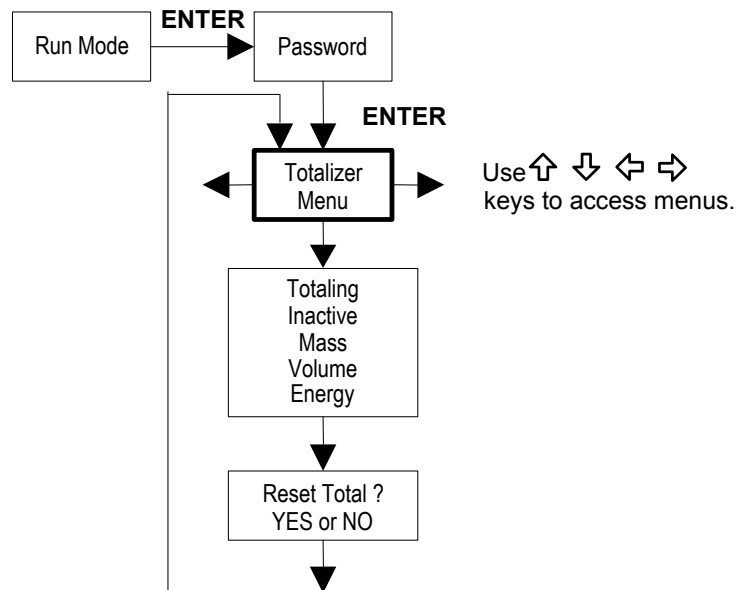 ENTER
Run Mode
Password
ENTER
Totalizer
Menu
Use ⇧ ⇩ ⇦ ⇨
keys to access menus.
Totaling
Inactive
Mass
Volume
Energy
Reset Total ?
YES or NO